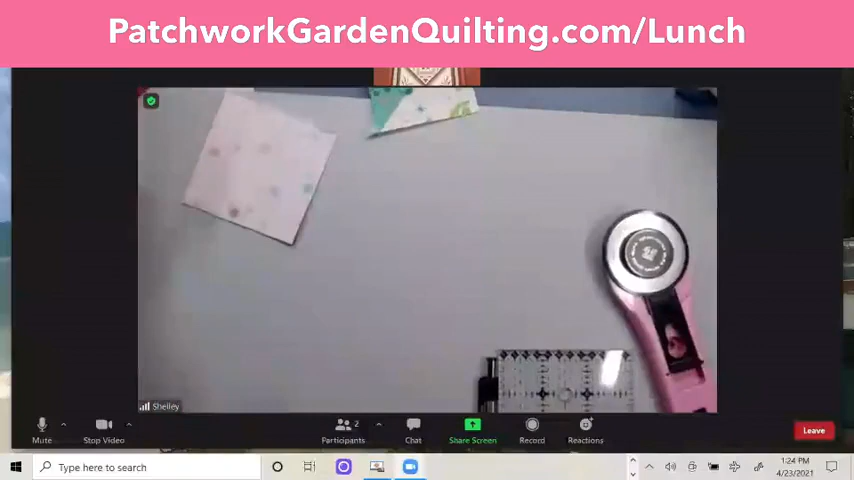 PatchworkGardenQuilting.com/Lunch
Shelley
Mute
Stop Video
Participants
2
Chat
Share Screen
Record
Reactions
Leave
Type here to search
1:24 PM
4/23/2021